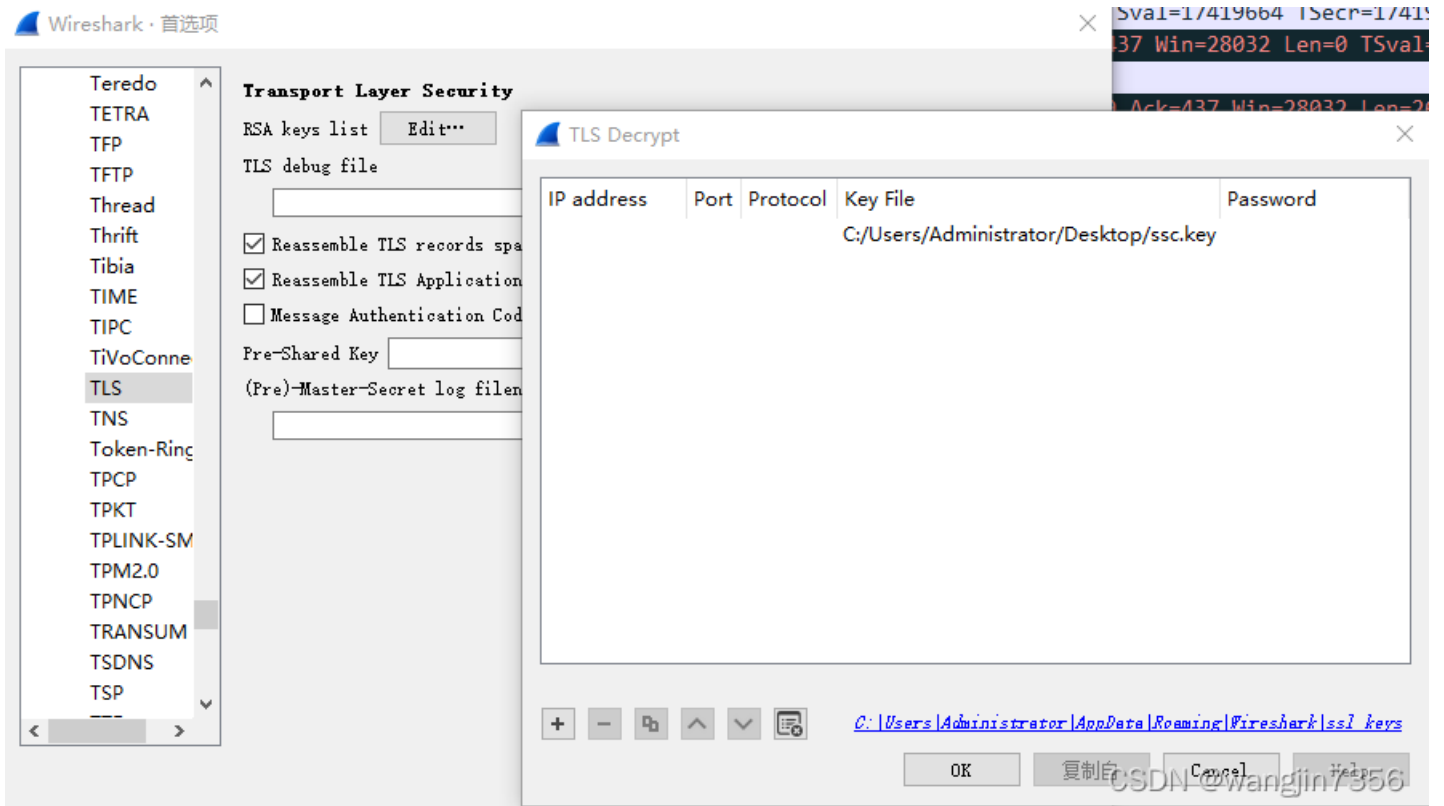 Wireshark · 首选项
Sval=17419664 TSecr=1741
437 Win=28032 Len=0 TSval=
Ack=437 Win=28032
Teredo
TETRA
TFP
TFTP
Thread
Thrift
Tibia
TIME
TIPC
TiVoConne
TLS
TNS
Token-Ring
TPCP
TPKT
TPLINK-SM
TPM2.0
TPNCP
TRANSUM
TSDNS
TSP
Transport Layer Security
RSA keys list
Edit…
TLS debug file
Reassemble TLS records spa
Reassemble TLS Application
Message Authentication Cod
Pre-Shared Key
(Pre)-Master-Secret log filen
TLS Decrypt
IP address Port Protocol Key File Password
C:/Users/Administrator/Desktop/ssc.key
C:|Users|Administrator|AppData|Roaming|Wireshark|ssl_keys
OK 复制自 Cancel Help
CSDN @wangjin7356